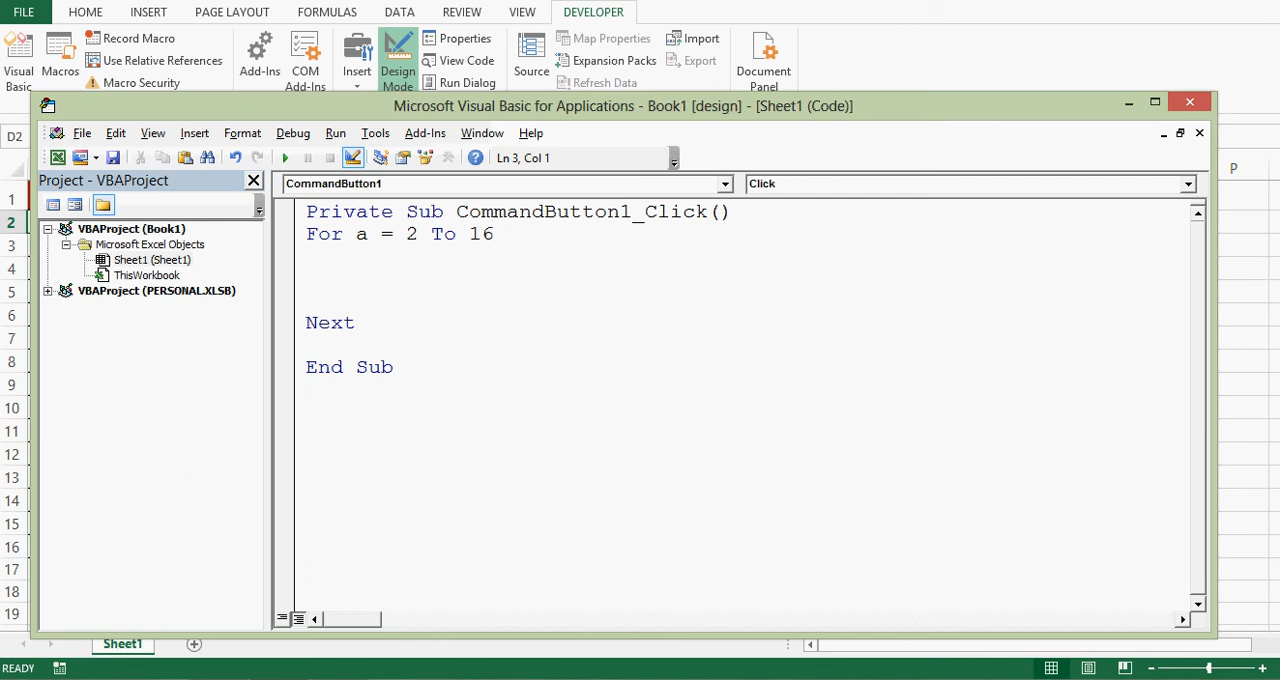 FILE HOME INSERT PAGE LAYOUT FORMULAS DATA REVIEW VIEW DEVELOPER
Visual Basic
Macros
Record Macro
Use Relative References
Macro Security
Add-Ins
COM Add-Ins
Insert
Design Mode
Properties
View Code
Run Dialog
Source
Map Properties
Expansion Packs
Refresh Data
Import
Export
Document Panel
Microsoft Visual Basic for Applications - Book1 [design] - [Sheet1 (Code)]
D2
File Edit View Insert Format Debug Run Tools Add-Ins Window Help
Ln 3, Col 1
Project - VBAProject
CommandButton1 Click
VBAProject (Book1)
Microsoft Excel Objects
Sheet1 (Sheet1)
ThisWorkbook
VBAProject (PERSONAL.XLSB)
Private Sub CommandButton1_Click()
For a = 2 To 16
Next
End Sub
P
1
2
3
4
5
6
7
8
9
10
11
12
13
14
15
16
17
18
19
Sheet1
READY